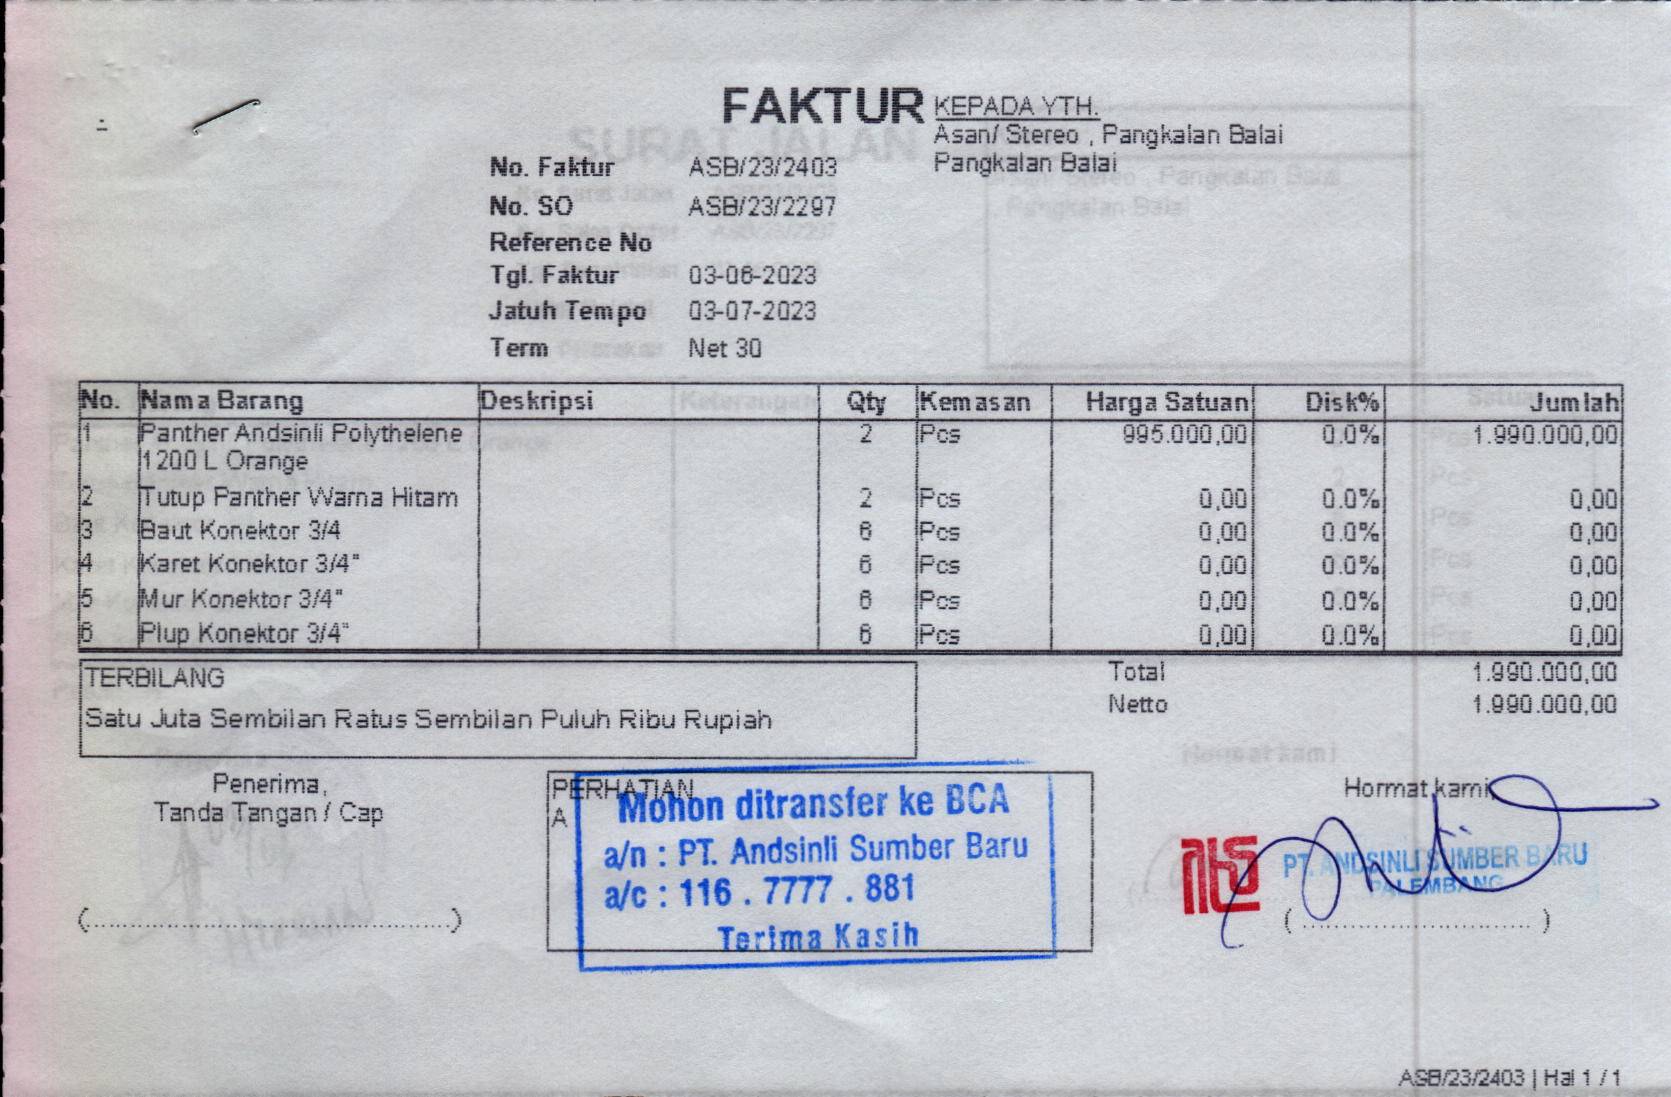 FAKTUR
KEPADA YTH.
Asan/ Stereo , Pangkalan Balai
Pangkalan Balai
No. Faktur ASB/23/2403
No. SO ASB/23/2297
Reference No
Tgl. Faktur 03-06-2023
Jatuh Tempo 03-07-2023
Term Net 30
No. Nama Barang Deskripsi Qty Kemasan Harga Satuan Disk% Jumlah
1 Panther Andsinli Polythelene 2 Pcs 995.000,00 0.0% 1.990.000,00
1200 L Orange
2 Tutup Panther Warna Hitam 2 Pcs 0,00 0.0% 0,00
3 Baut Konektor 3/4 6 Pcs 0,00 0.0% 0,00
4 Karet Konektor 3/4" 6 Pcs 0,00 0.0% 0,00
5 Mur Konektor 3/4" 6 Pcs 0,00 0.0% 0,00
6 Plup Konektor 3/4" 6 Pcs 0,00 0.0% 0,00
Total 1.990.000,00
Netto 1.990.000,00
TERBILANG
Satu Juta Sembilan Ratus Sembilan Puluh Ribu Rupiah
Penerima,
Tanda Tangan / Cap
(................................................)
PERHATIAN
A
Mohon ditransfer ke BCA
a/n : PT. Andsinli Sumber Baru
a/c : 116 . 7777 . 881
Terima Kasih
Hormat kami,
PT. ANDSINLI SUMBER BARU
PALEMBANG
(..............................)
ASB/23/2403 | Hal 1 / 1